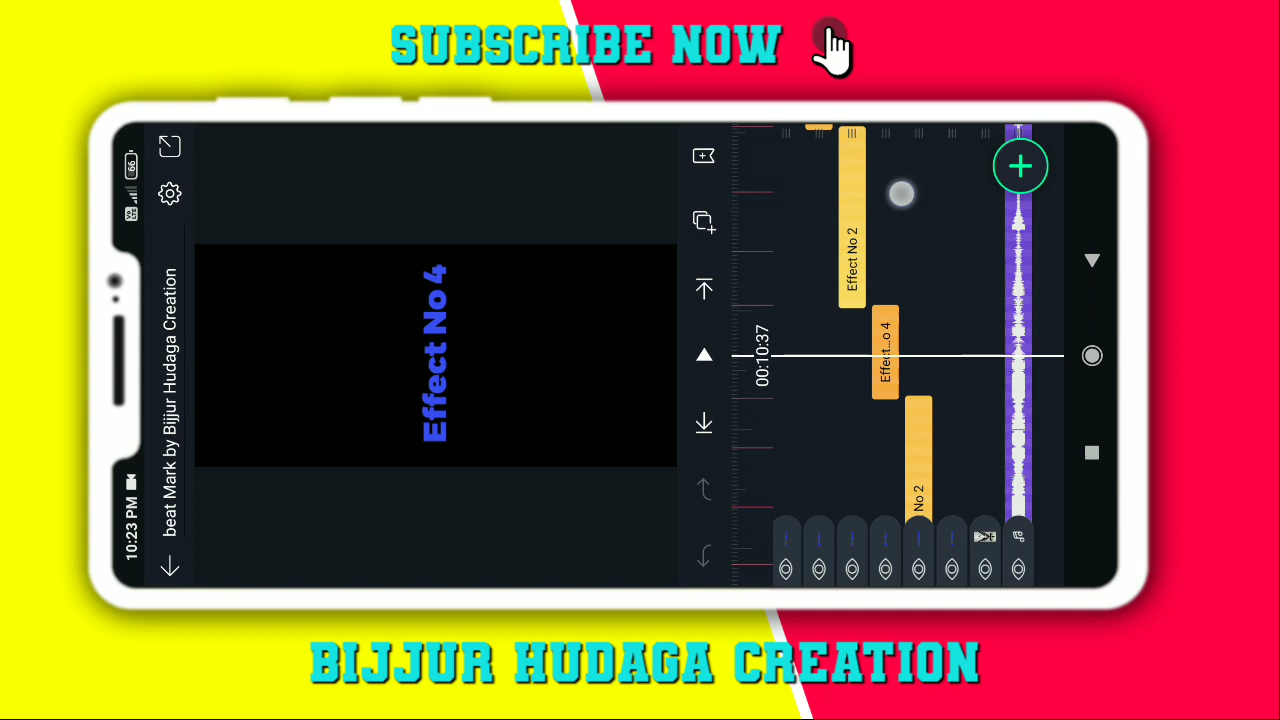 SUBSCRIBE NOW
10:23 PM
66
beat Mark by Bijjur Hudaga Creation
Effect No 4
00:10:37
Effect No 2
Effect...o 4
No 2
BIJJUR HUDAGA CREATION